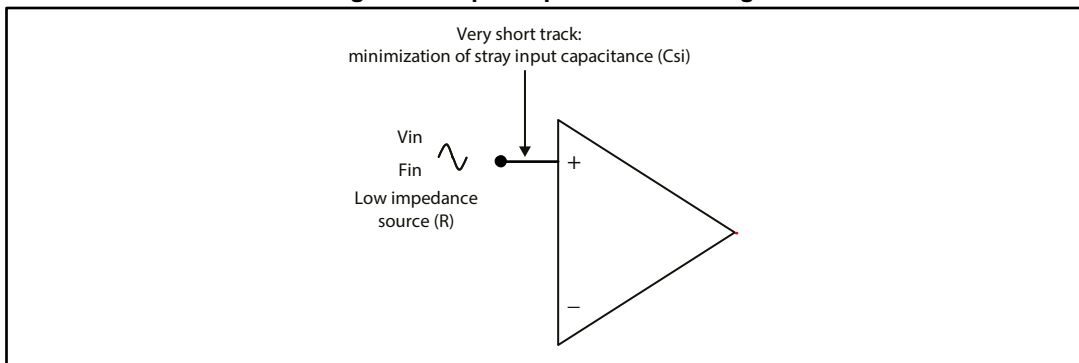 Very short track:
minimization of stray input capacitance (Csi)
Vin
Fin
Low impedance
source (R)
+
−